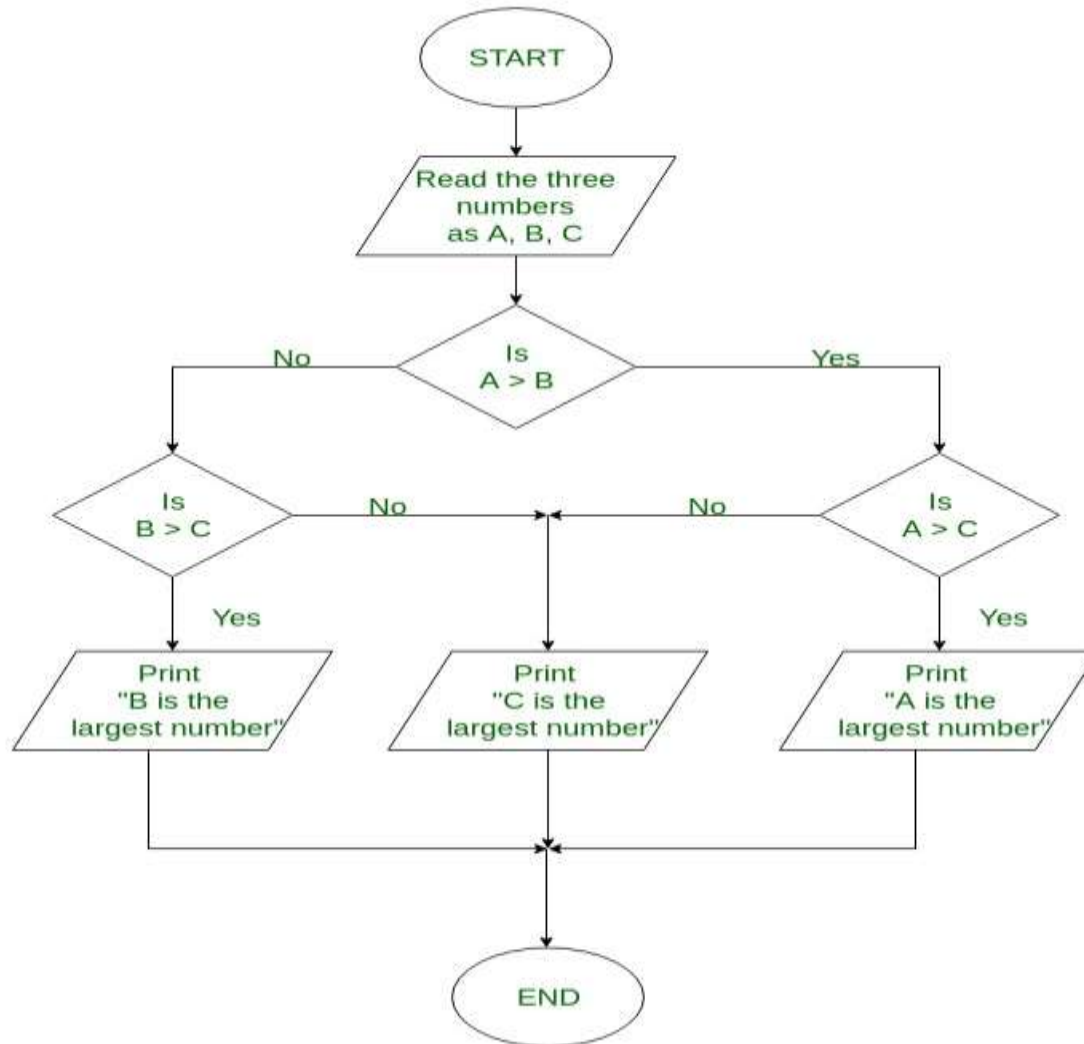 START
Read the three
numbers
as A, B, C
Is
A > B
No
Yes
Is
B > C
No
No
Is
A > C
Yes
Yes
Print
"B is the
largest number"
Print
"C is the
largest number"
Print
"A is the
largest number"
END